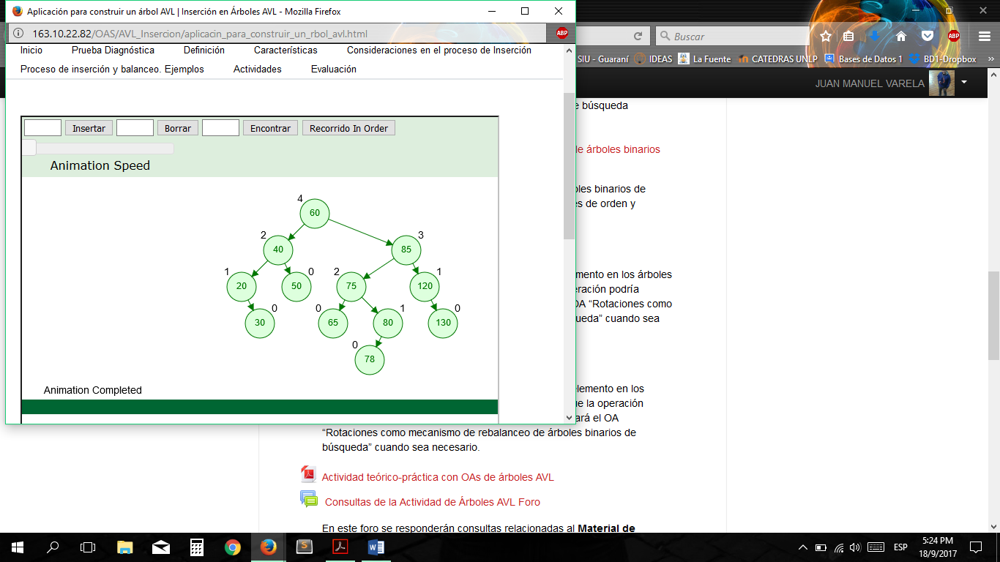 Aplicación para construir un árbol AVL | Inserción en Árboles AVL - Mozilla Firefox
163.10.22.82/OAS/AVL_Insercion/aplicacin_para_construir_un_rbol_avl.html
ABP
Buscar
ABP
SIU - Guaraní
IDEAS
La Fuente
CATEDRAS UNLP
Bases de Datos 1
BD1-Dropbox
JUAN MANUEL VARELA
Inicio Prueba Diagnóstica Definición Características Consideraciones en el proceso de Inserción
Proceso de inserción y balanceo. Ejemplos Actividades Evaluación
Insertar Borrar Encontrar Recorrido In Order
Animation Speed
4
60
2
40
3
85
1
20
0
50
2
75
1
120
0
30
0
65
1
80
0
130
0
78
Animation Completed
e búsqueda
de árboles binarios
oles binarios de
es de orden y
mento en los árboles
eración podría
OA “Rotaciones como
queda” cuando sea
elemento en los
ue la operación
ará el OA
“Rotaciones como mecanismo de rebalanceo de árboles binarios de
búsqueda” cuando sea necesario.
Actividad teórico-práctica con OAs de árboles AVL
Consultas de la Actividad de Árboles AVL Foro
En este foro se responderán consultas relacionadas al Material de
ESP
5:24 PM
18/9/2017